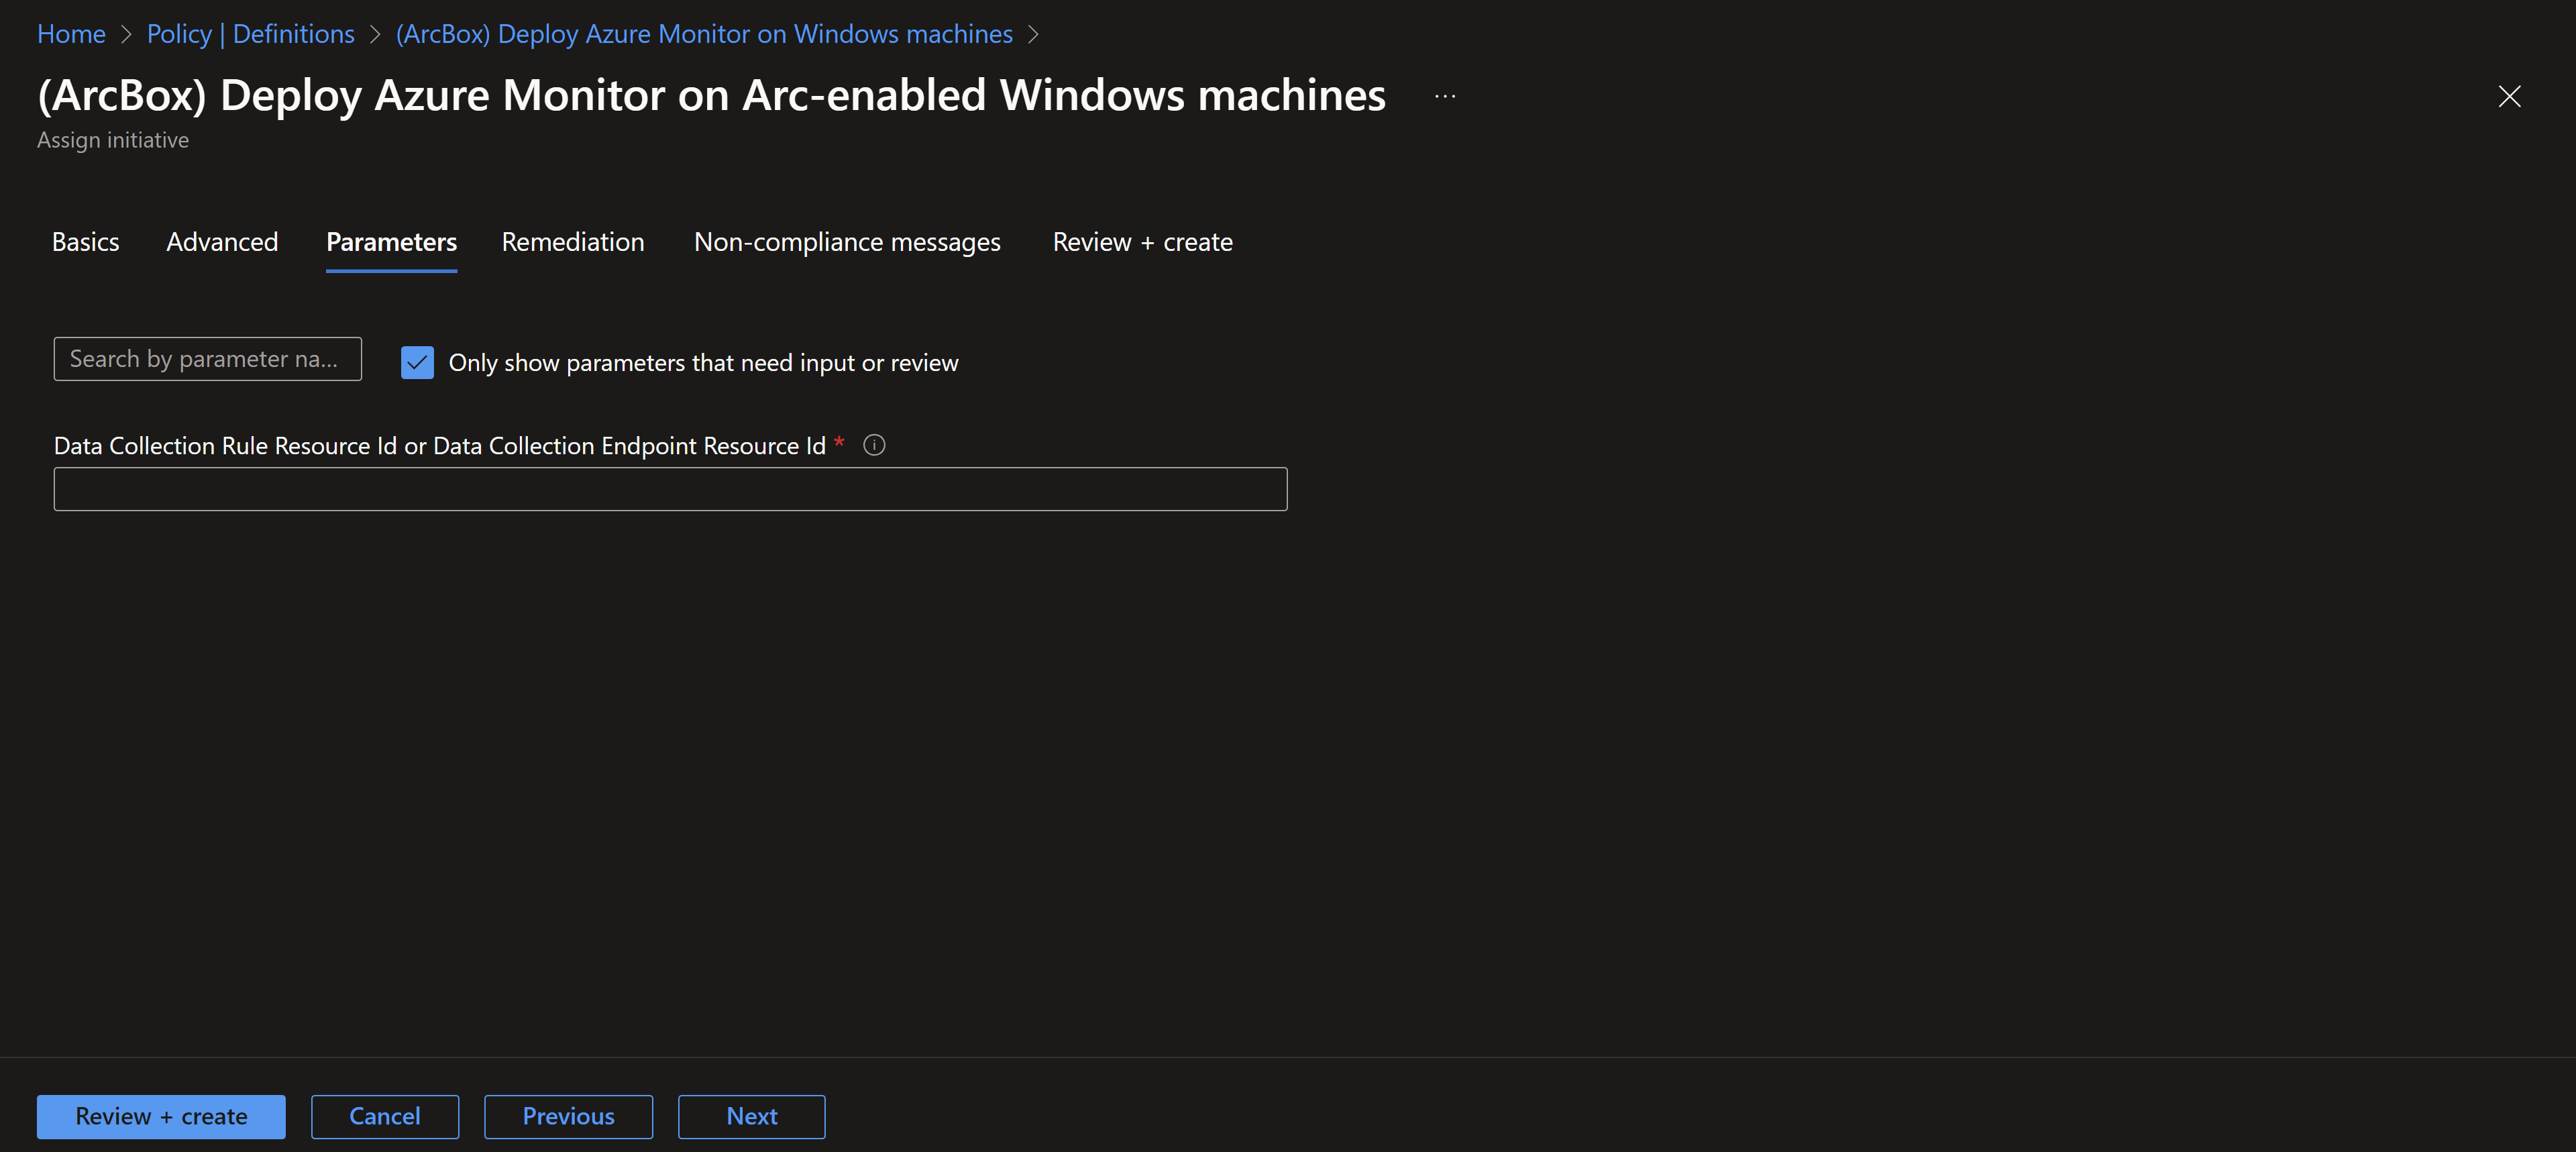 Home > Policy | Definitions > (ArcBox) Deploy Azure Monitor on Windows machines >
(ArcBox) Deploy Azure Monitor on Arc-enabled Windows machines ...
Assign initiative
Basics Advanced Parameters Remediation Non-compliance messages Review + create
Search by parameter na... Only show parameters that need input or review
Data Collection Rule Resource Id or Data Collection Endpoint Resource Id *
Review + create Cancel Previous Next